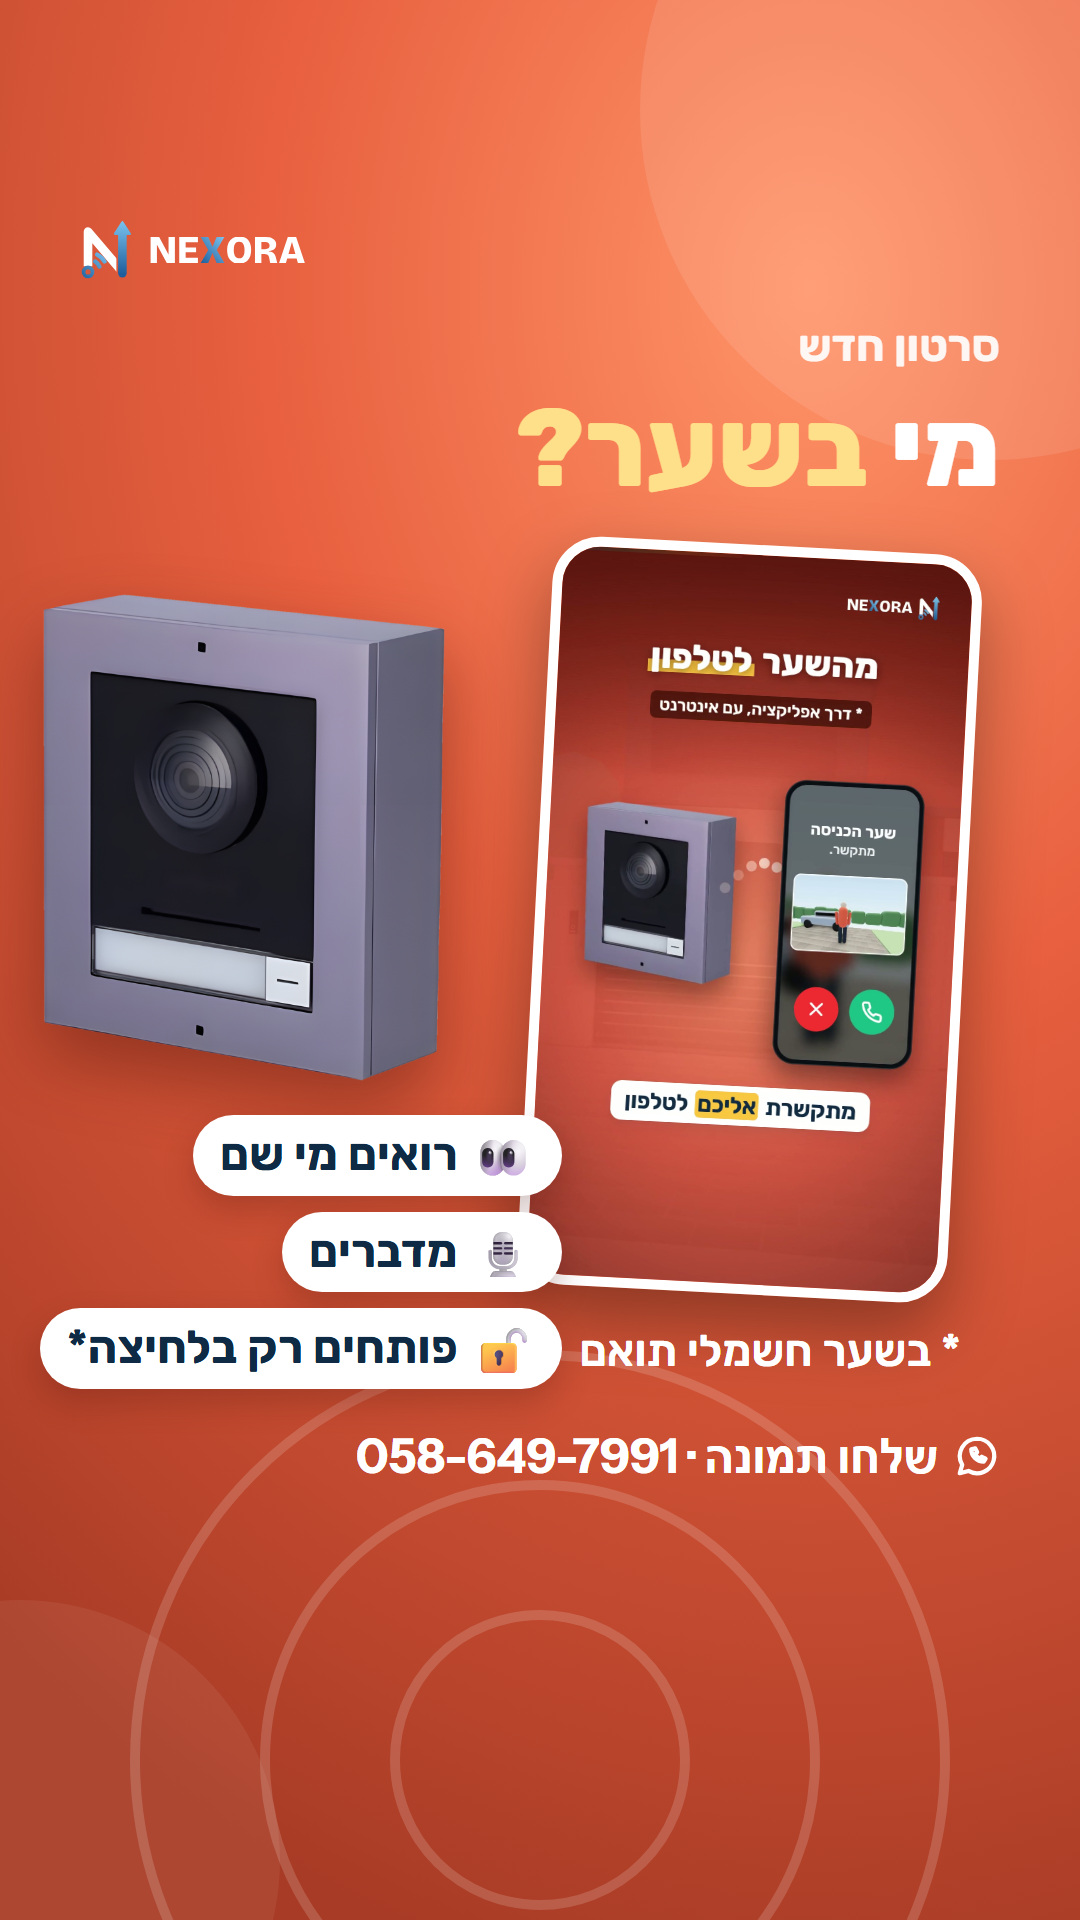 NEXORA
סרטון חדש
מי בשער?
NEXORA
מהשער לטלפון
* דרך אפליקציה, עם אינטרנט
שער הכניסה
מתקשר.
מתקשרת אליכם לטלפון
רואים מי שם
מדברים
פותחים רק בלחיצה*
* בשער חשמלי תואם
שלחו תמונה · 058-649-7991